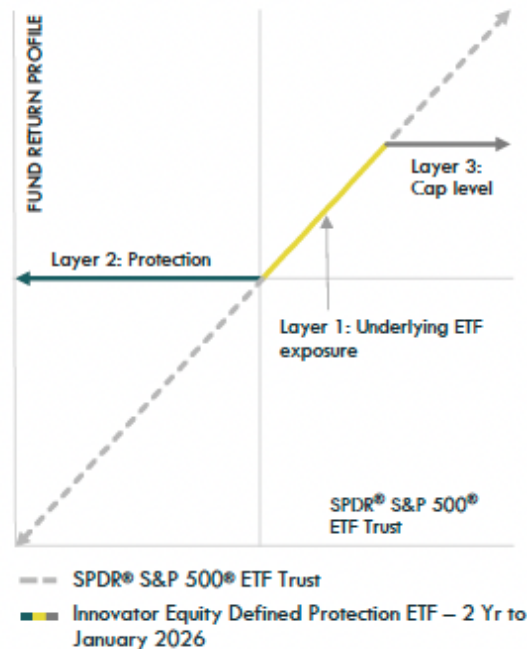 FUND RETURN PROFILE
Layer 3:
Cap level
Layer 2: Protection
Layer 1: Underlying ETF
exposure
SPDR® S&P 500®
ETF Trust
SPDR® S&P 500® ETF Trust
Innovator Equity Defined Protection ETF – 2 Yr to
January 2026